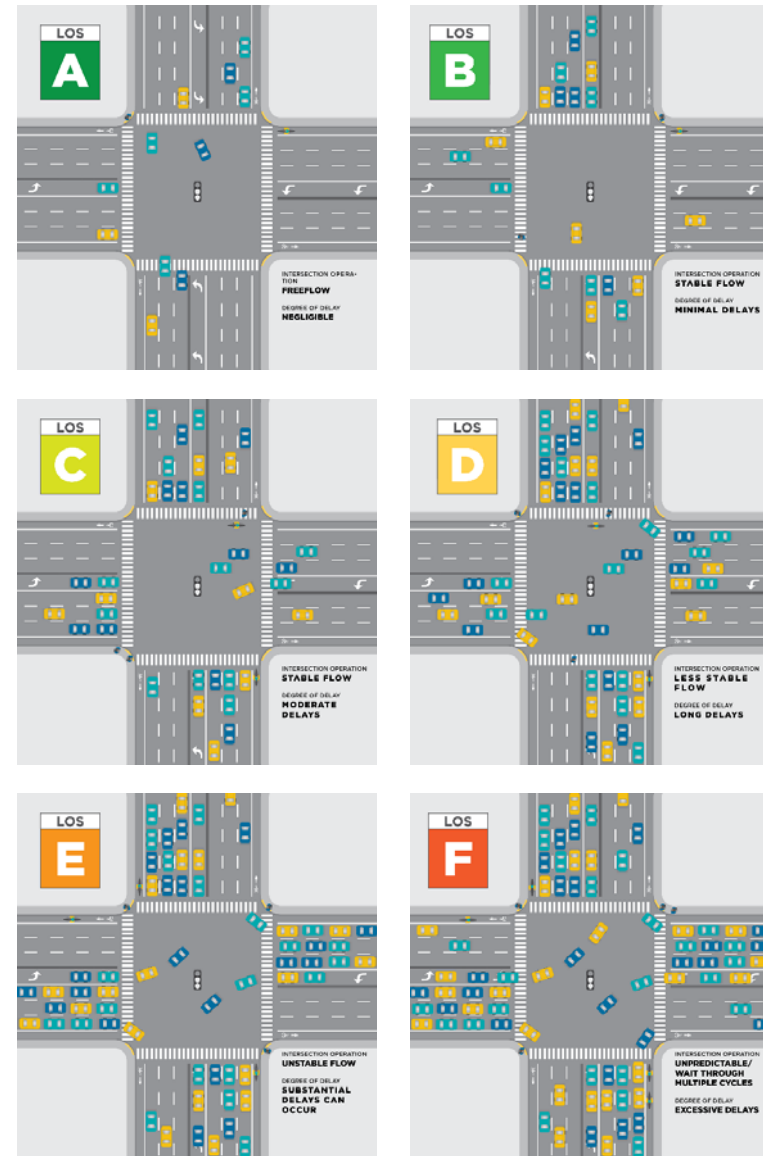 LOS
A
INTERSECTION OPERA-
TION
FREEFLOW
DEGREE OF DELAY
NEGLIGIBLE
LOS
B
INTERSECTION OPERATION
STABLE FLOW
DEGREE OF DELAY
MINIMAL DELAYS
LOS
C
INTERSECTION OPERATION
STABLE FLOW
DEGREE OF DELAY
MODERATE
DELAYS
LOS
D
INTERSECTION OPERATION
LESS STABLE
FLOW
DEGREE OF DELAY
LONG DELAYS
LOS
E
INTERSECTION OPERATION
UNSTABLE FLOW
DEGREE OF DELAY
SUBSTANTIAL
DELAYS CAN
OCCUR
LOS
F
INTERSECTION OPERATION
UNPREDICTABLE/
WAIT THROUGH
MULTIPLE CYCLES
DEGREE OF DELAY
EXCESSIVE DELAYS